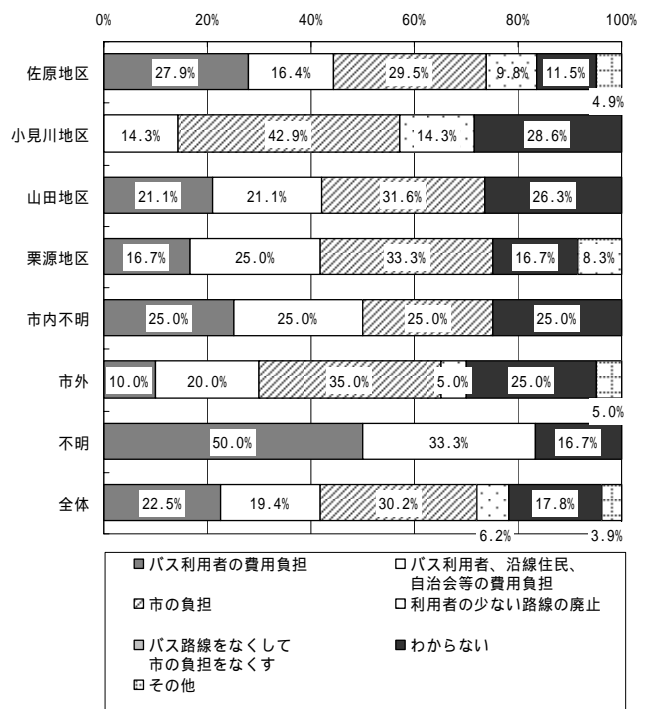 0% 20% 40% 60% 80% 100%
佐原地区 27.9% 16.4% 29.5% 9.8% 11.5%
4.9%
小見川地区 14.3% 42.9% 14.3% 28.6%
山田地区 21.1% 21.1% 31.6% 26.3%
栗源地区 16.7% 25.0% 33.3% 16.7% 8.3%
市内不明 25.0% 25.0% 25.0% 25.0%
市外 10.0% 20.0% 35.0% 5.0% 25.0%
5.0%
不明 50.0% 33.3% 16.7%
全体 22.5% 19.4% 30.2% 17.8%
6.2% 3.9%
バス利用者の費用負担
バス利用者、沿線住民、
自治会等の費用負担
市の負担
利用者の少ない路線の廃止
バス路線をなくして
市の負担をなくす
わからない
その他